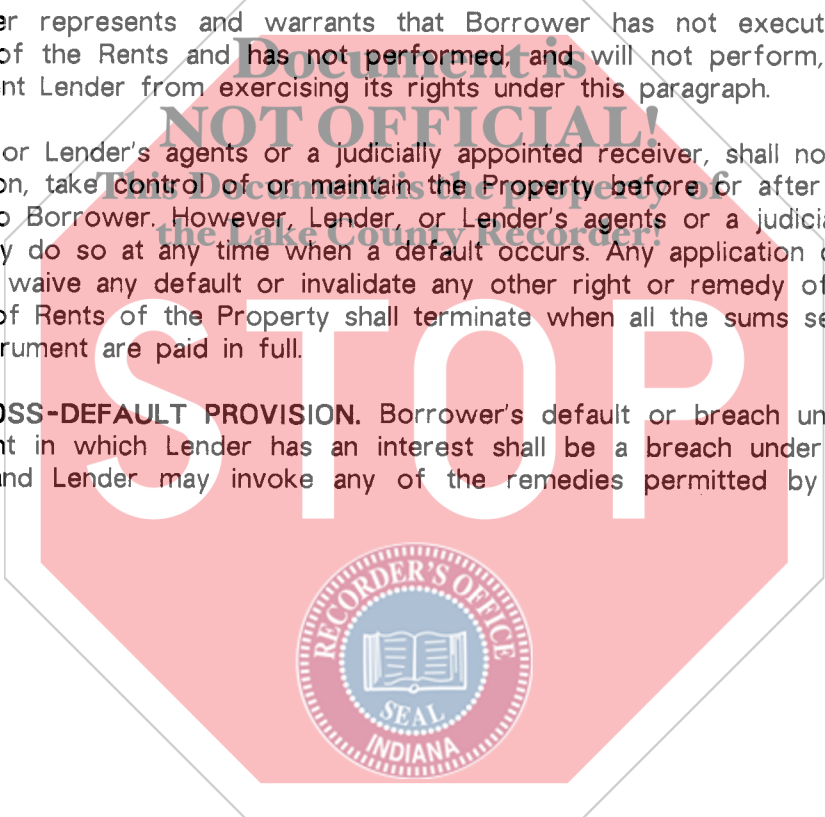 er represents and warrants that Borrower has not execut
of the Rents and has not performed, and will not perform,
nt Lender from exercising its rights under this paragraph.
or Lender's agents or a judicially appointed receiver, shall no
on, take control of or maintain the Property before or after
o Borrower. However, Lender, or Lender's agents or a judicia
y do so at any time when a default occurs. Any application o
waive any default or invalidate any other right or remedy of
of Rents of the Property shall terminate when all the sums se
rument are paid in full.
OSS-DEFAULT PROVISION. Borrower's default or breach un
nt in which Lender has an interest shall be a breach under
and Lender may invoke any of the remedies permitted by
Document is
NOT OFFICIAL!
This Document is the property of
the Lake County Recorder!
STOP
RECORDER'S OFFICE
SEAL
INDIANA